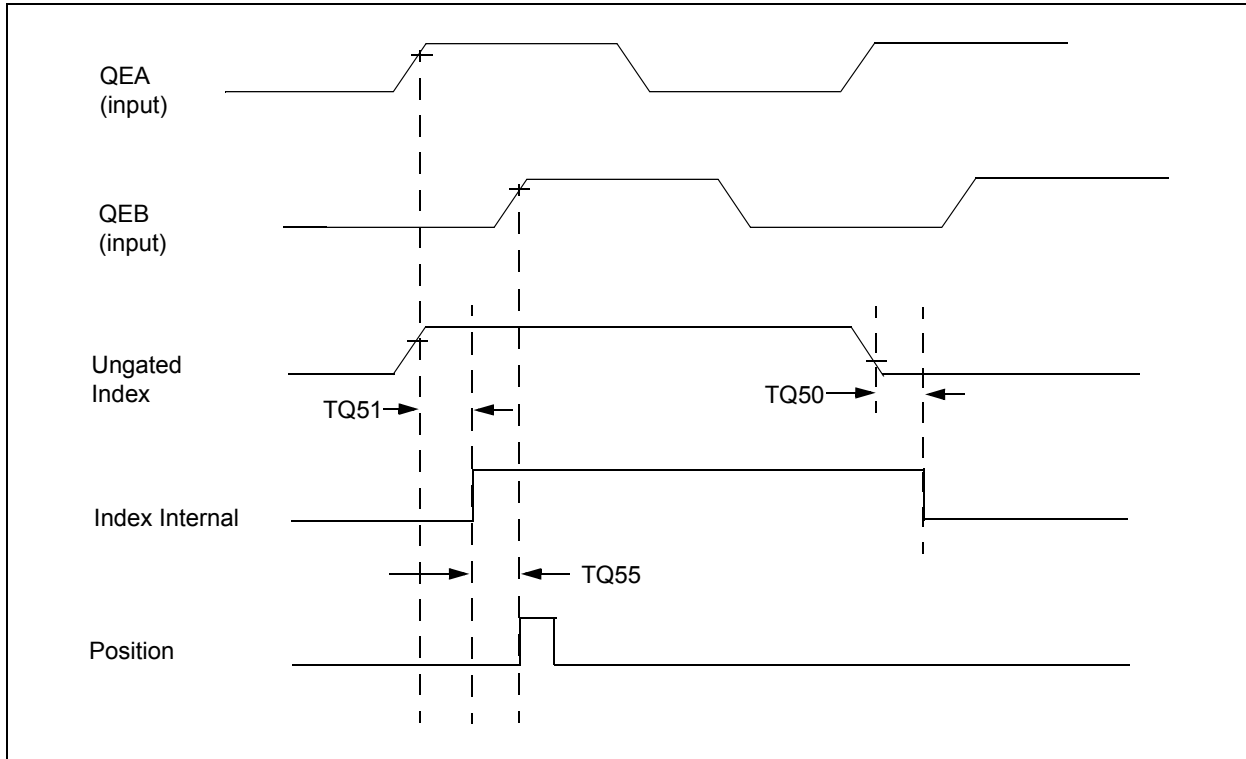 QEA
(input)
QEB
(input)
Ungated
Index
TQ51
TQ50
Index Internal
TQ55
Position